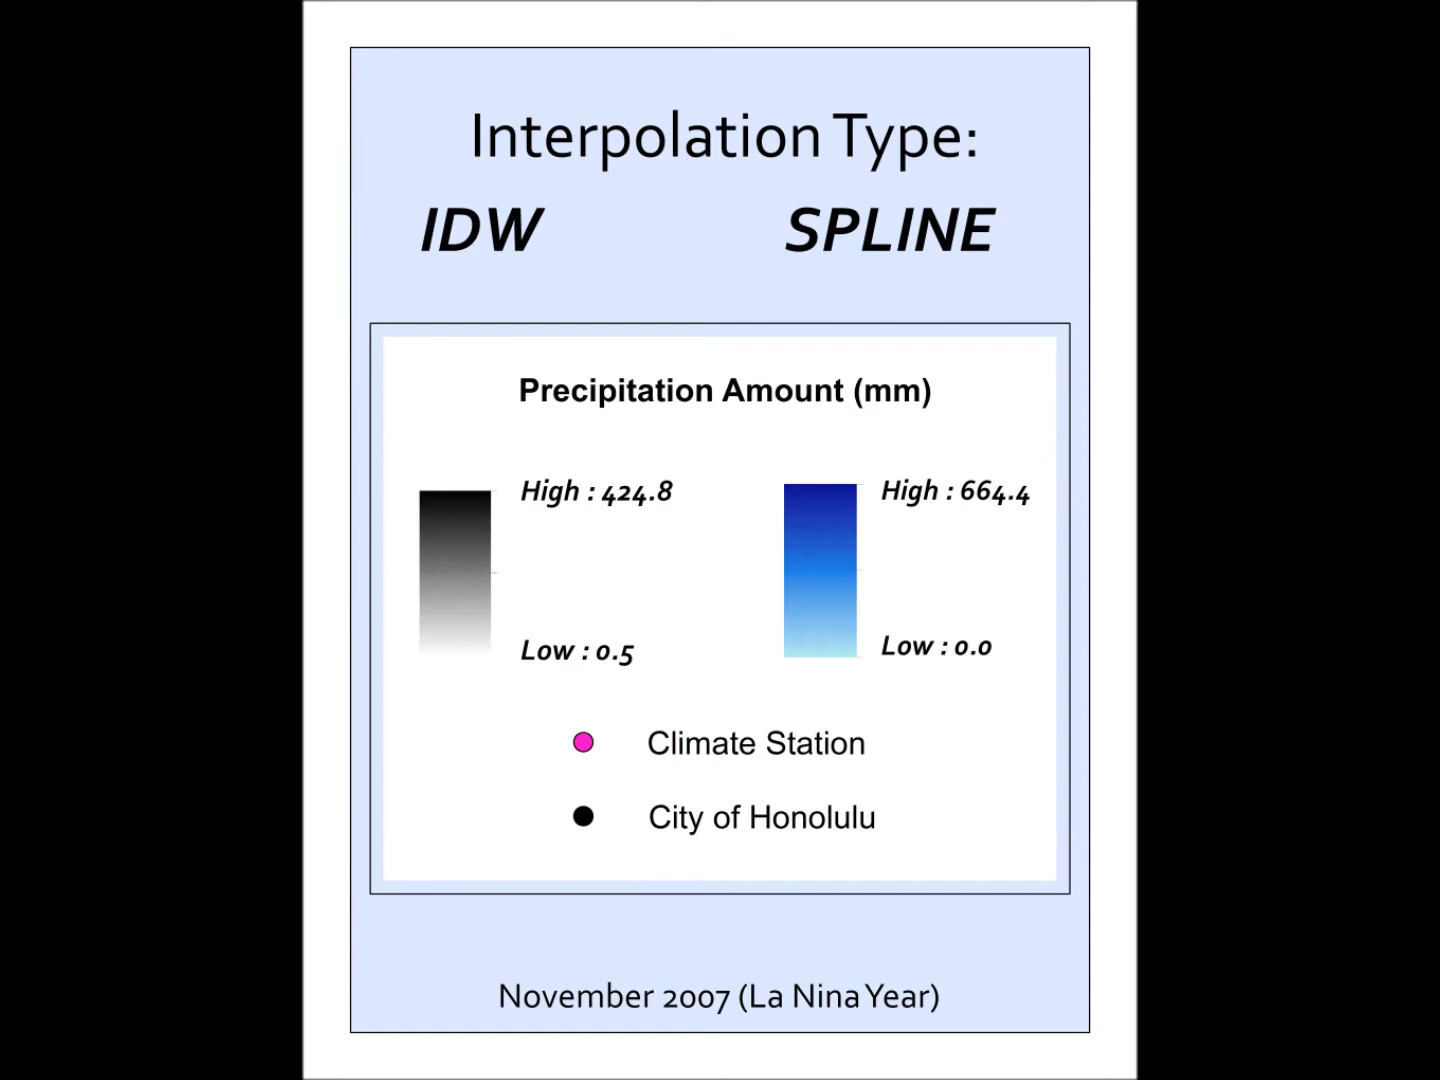 Interpolation Type:
IDW SPLINE
Precipitation Amount (mm)
High : 424.8 High : 664.4
Low : 0.5 Low : 0.0
Climate Station
City of Honolulu
November 2007 (La Nina Year)